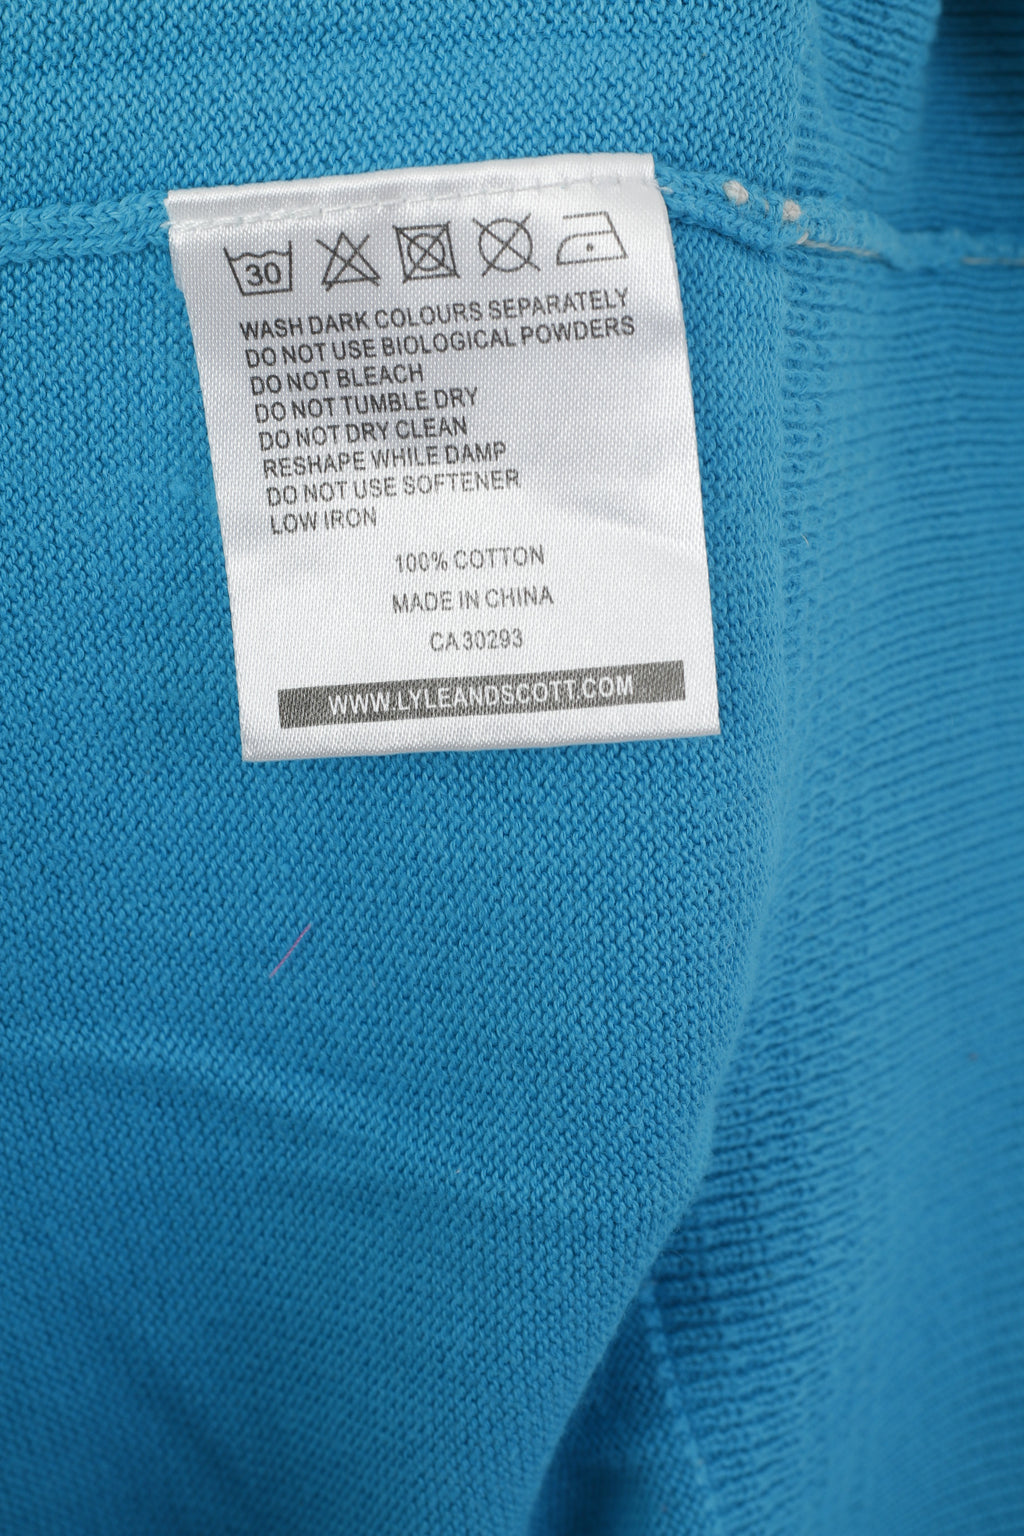 30
WASH DARK COLOURS SEPARATELY
DO NOT USE BIOLOGICAL POWDERS
DO NOT BLEACH
DO NOT TUMBLE DRY
DO NOT DRY CLEAN
RESHAPE WHILE DAMP
DO NOT USE SOFTENER
LOW IRON
100% COTTON
MADE IN CHINA
CA30293
WWW.LYLEANDSCOTT.COM